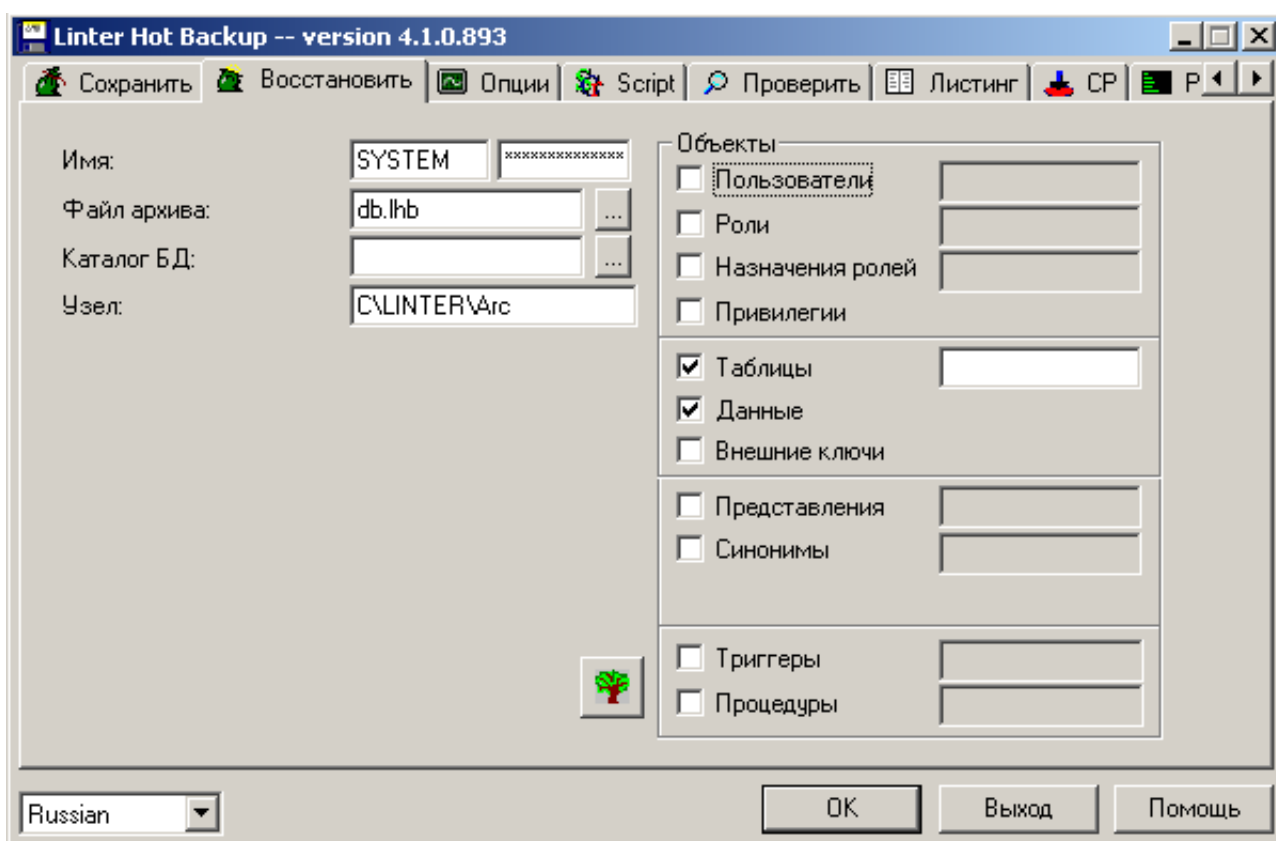 Linter Hot Backup -- version 4.1.0.893
Сохранить Восстановить Опции Script Проверить Листинг CP P
Имя: SYSTEM **************
Файл архива: db.lhb ...
Каталог БД: ...
Узел: C\LINTER\Arc
Объекты
Пользователи
Роли
Назначения ролей
Привилегии
Таблицы
Данные
Внешние ключи
Представления
Синонимы
Триггеры
Процедуры
Russian OK Выход Помощь